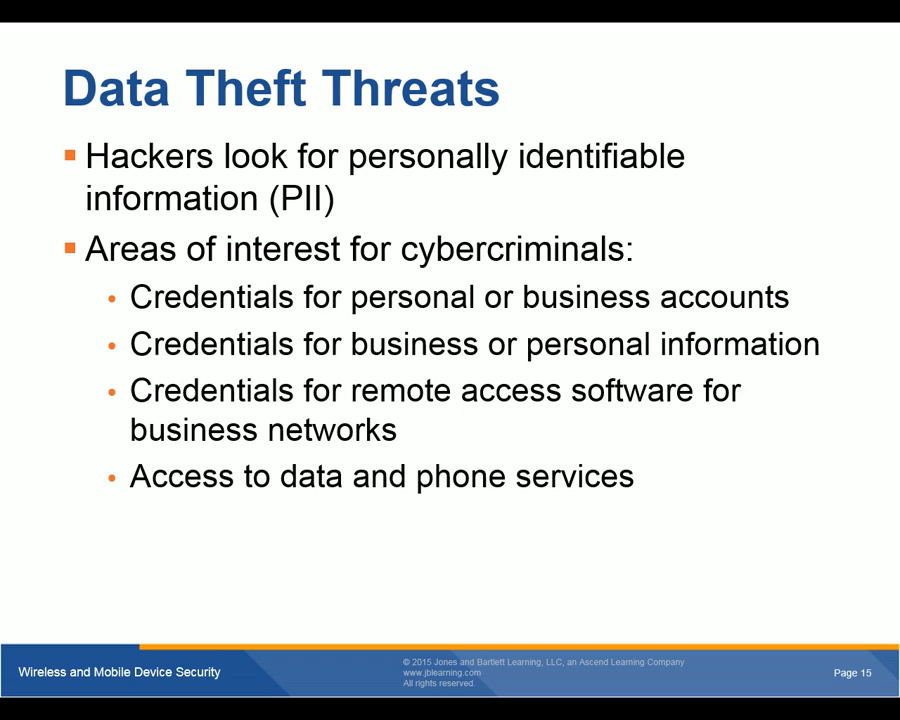 Data Theft Threats
Hackers look for personally identifiable
information (PII)
Areas of interest for cybercriminals:
Credentials for personal or business accounts
Credentials for business or personal information
Credentials for remote access software for
business networks
Access to data and phone services
Wireless and Mobile Device Security
© 2015 Jones and Bartlett Learning, LLC, an Ascend Learning Company
www.jblearning.com
All rights reserved.
Page 15